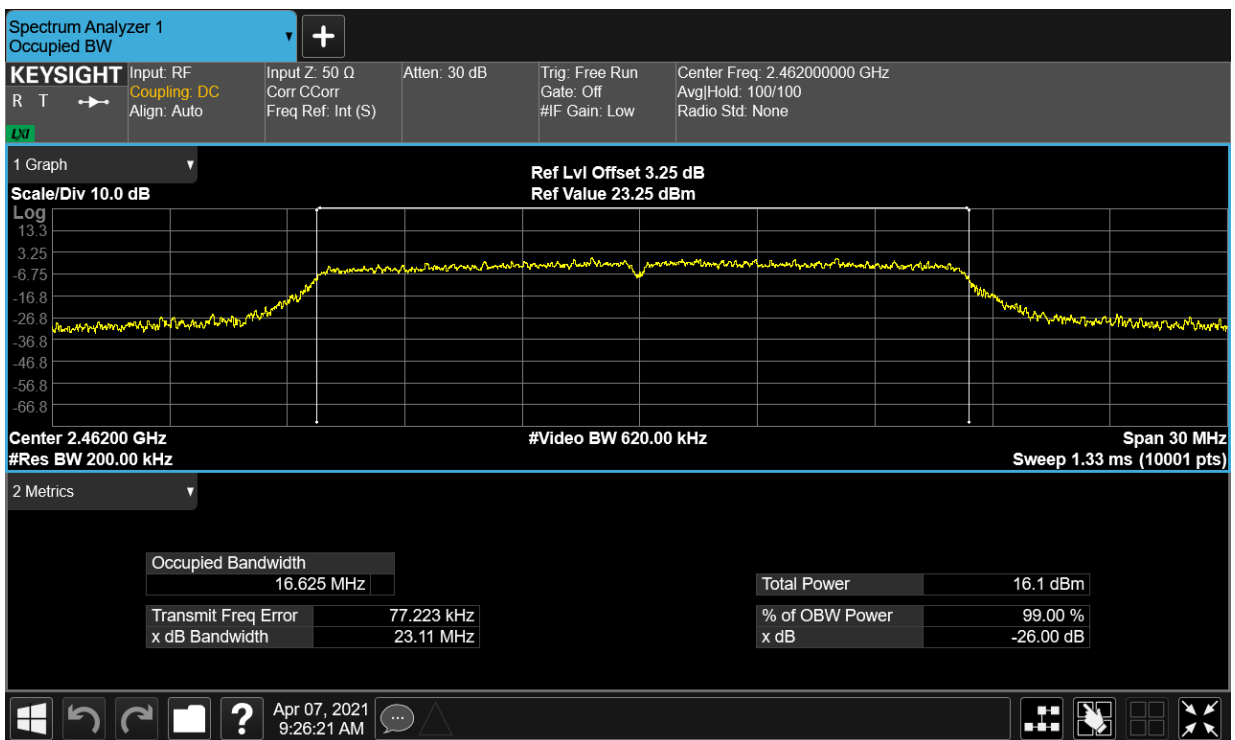 Spectrum Analyzer 1
Occupied BW
KEYSIGHT
R T
LXI
Input: RF
Coupling: DC
Align: Auto
Input Z: 50 Ω
Corr CCorr
Freq Ref: Int (S)
Atten: 30 dB
Trig: Free Run
Gate: Off
#IF Gain: Low
Center Freq: 2.462000000 GHz
Avg|Hold: 100/100
Radio Std: None
1 Graph
Ref Lvl Offset 3.25 dB
Scale/Div 10.0 dB
Ref Value 23.25 dBm
Log
13.3
3.25
-6.75
-16.8
-26.8
-36.8
-46.8
-56.8
-66.8
Center 2.46200 GHz
#Video BW 620.00 kHz
Span 30 MHz
#Res BW 200.00 kHz
Sweep 1.33 ms (10001 pts)
2 Metrics
Occupied Bandwidth
16.625 MHz
Total Power 16.1 dBm
Transmit Freq Error 77.223 kHz
% of OBW Power 99.00 %
x dB Bandwidth 23.11 MHz
x dB -26.00 dB
?
Apr 07, 2021
9:26:21 AM